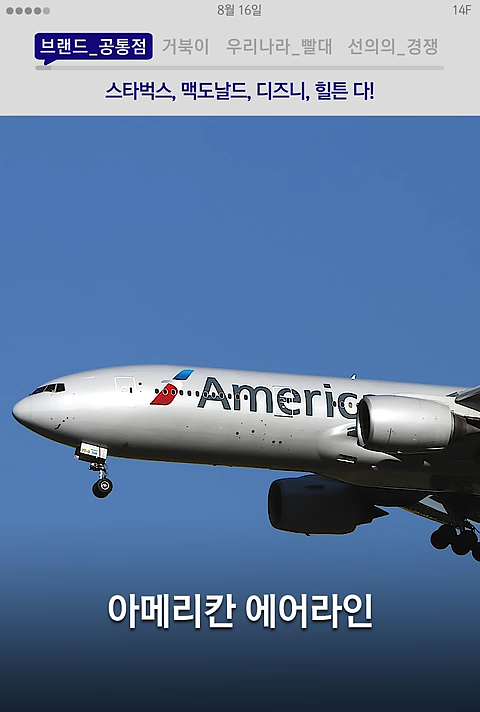 8월 16일 14F
브랜드_공통점 거북이 우리나라_빨대 선의의_경쟁
스타벅스, 맥도날드, 디즈니, 힐튼 다!
Americ
아메리칸 에어라인